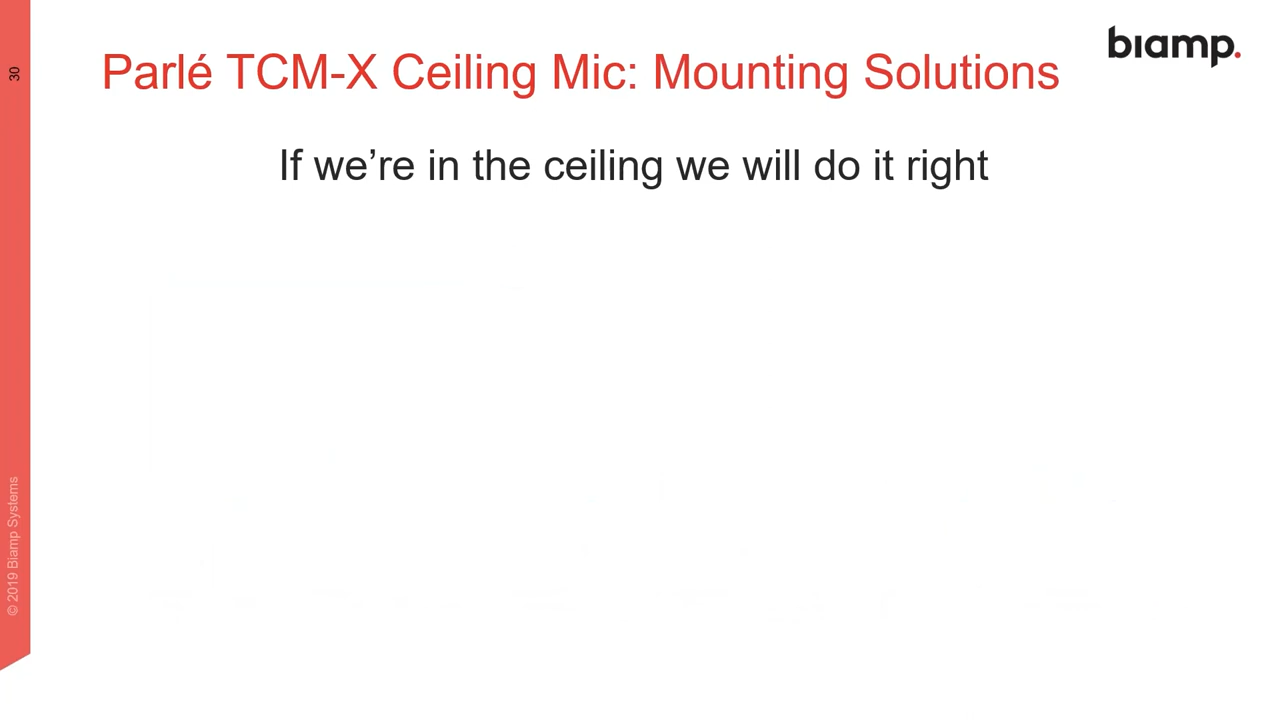 30
Parlé TCM-X Ceiling Mic: Mounting Solutions
biamp.
If we’re in the ceiling we will do it right
© 2019 Biamp Systems